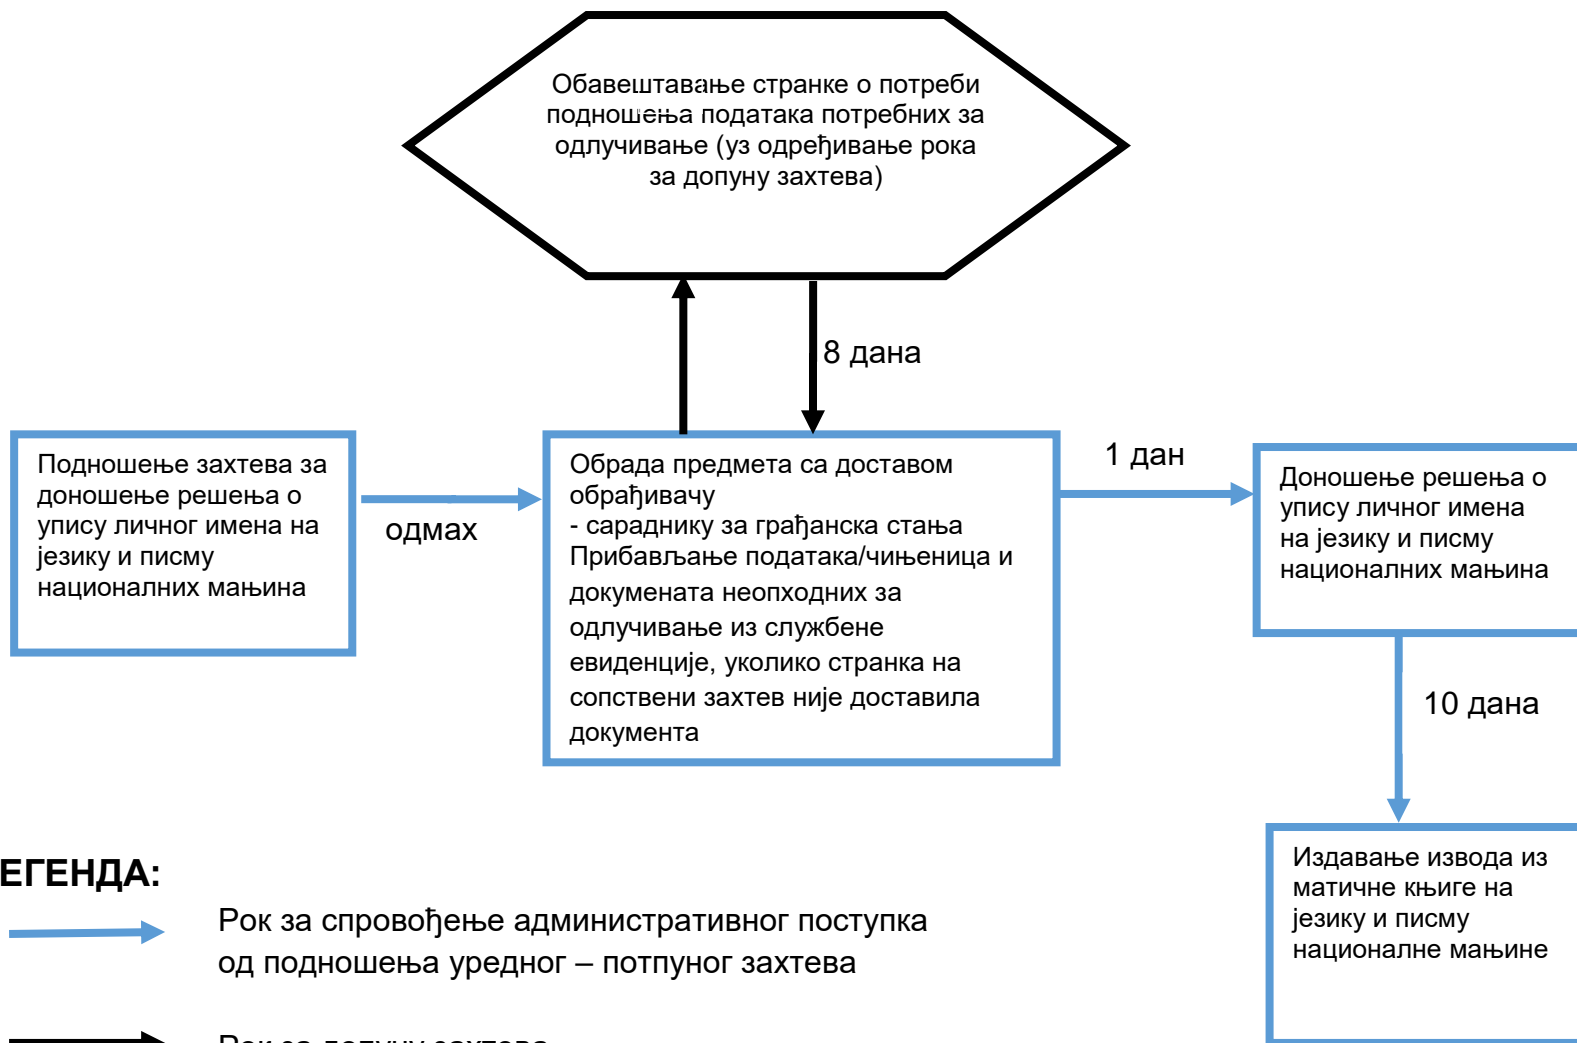 Обавештавање странке о потреби
подношења података потребних за
одлучивање (уз одређивање рока
за допуну захтева)
8 дана
Подношење захтева за
доношење решења о
упису личног имена на
језику и писму
националних мањина
одмах
Обрада предмета са доставом
обрађивачу
- сараднику за грађанска стања
Прибављање података/чињеница и
докумената неопходних за
одлучивање из службене
евиденције, уколико странка на
сопствени захтев није доставила
документа
1 дан
Доношење решења о
упису личног имена
на језику и писму
националних мањина
10 дана
Издавање извода из
матичне књиге на
језику и писму
националне мањине
ЕГЕНДА:
Рок за спровођење административног поступка
од подношења уредног – потпуног захтева
Рок за допуну захтева